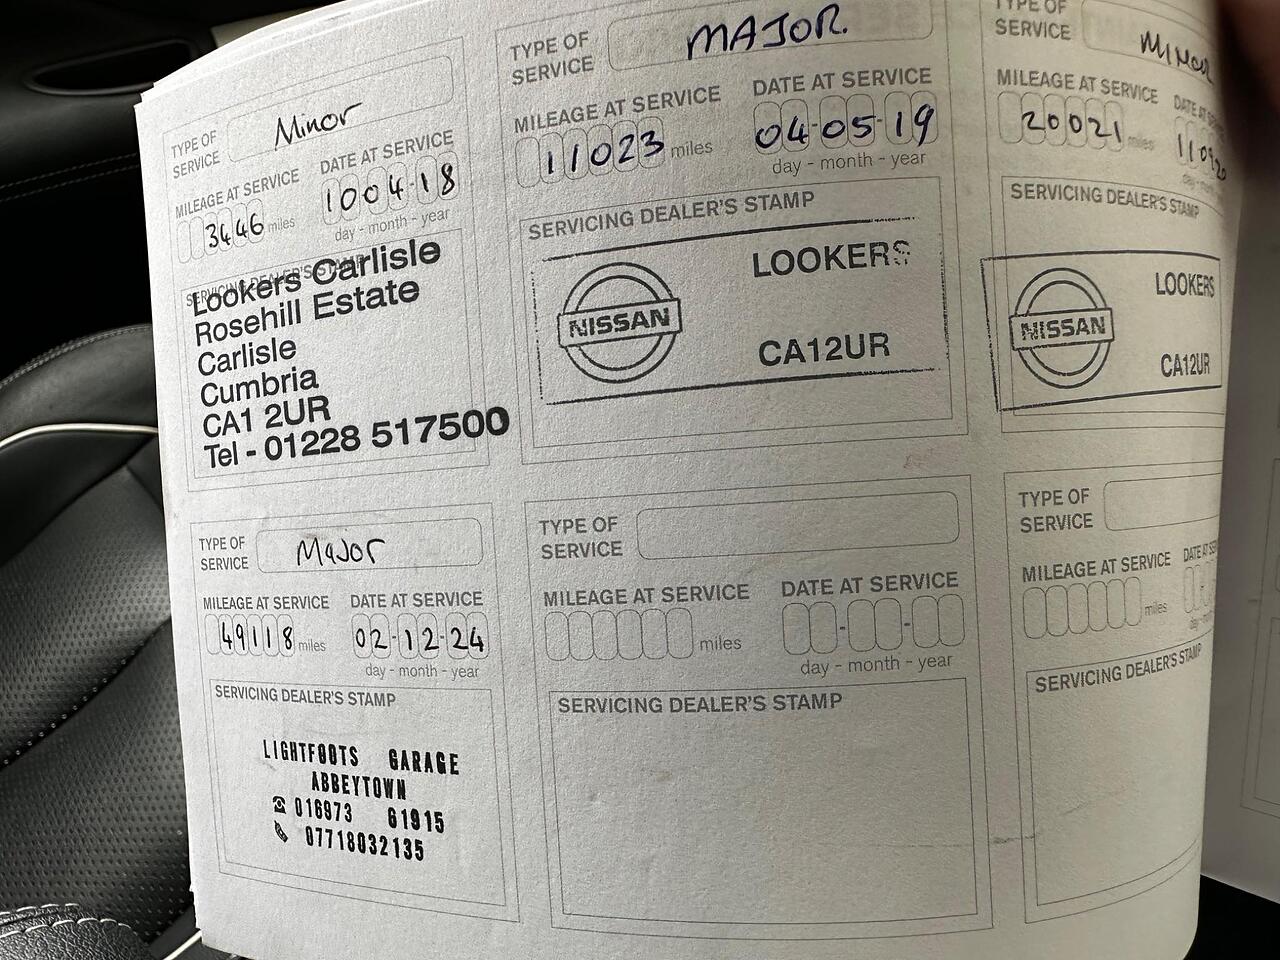 TYPE OF SERVICE Minor
MILEAGE AT SERVICE DATE AT SERVICE
3446 miles 10 04-18
day - month - year
SERVICING DEALER'S STAMP
Lookers Carlisle
Rosehill Estate
Carlisle
Cumbria
CA1 2UR
Tel - 01228 517500
TYPE OF SERVICE MAJOR.
MILEAGE AT SERVICE DATE AT SERVICE
11023 miles 04-05-19
day - month - year
SERVICING DEALER'S STAMP
NISSAN
LOOKERS
CA12UR
TYPE OF SERVICE Minor
MILEAGE AT SERVICE DATE AT
20021 miles
SERVICING DEALER'S STAMP
NISSAN
LOOKERS
CA12UR
TYPE OF SERVICE Major
MILEAGE AT SERVICE DATE AT SERVICE
49118 miles 02-12-24
day - month - year
SERVICING DEALER'S STAMP
LIGHTFOOTS GARAGE
ABBEYTOWN
☎ 016973 61915
07718032135
TYPE OF SERVICE
MILEAGE AT SERVICE DATE AT SERVICE
miles - -
day - month - year
SERVICING DEALER'S STAMP
TYPE OF SERVICE
MILEAGE AT SERVICE DATE AT
miles
SERVICING DEALER'S STAMP